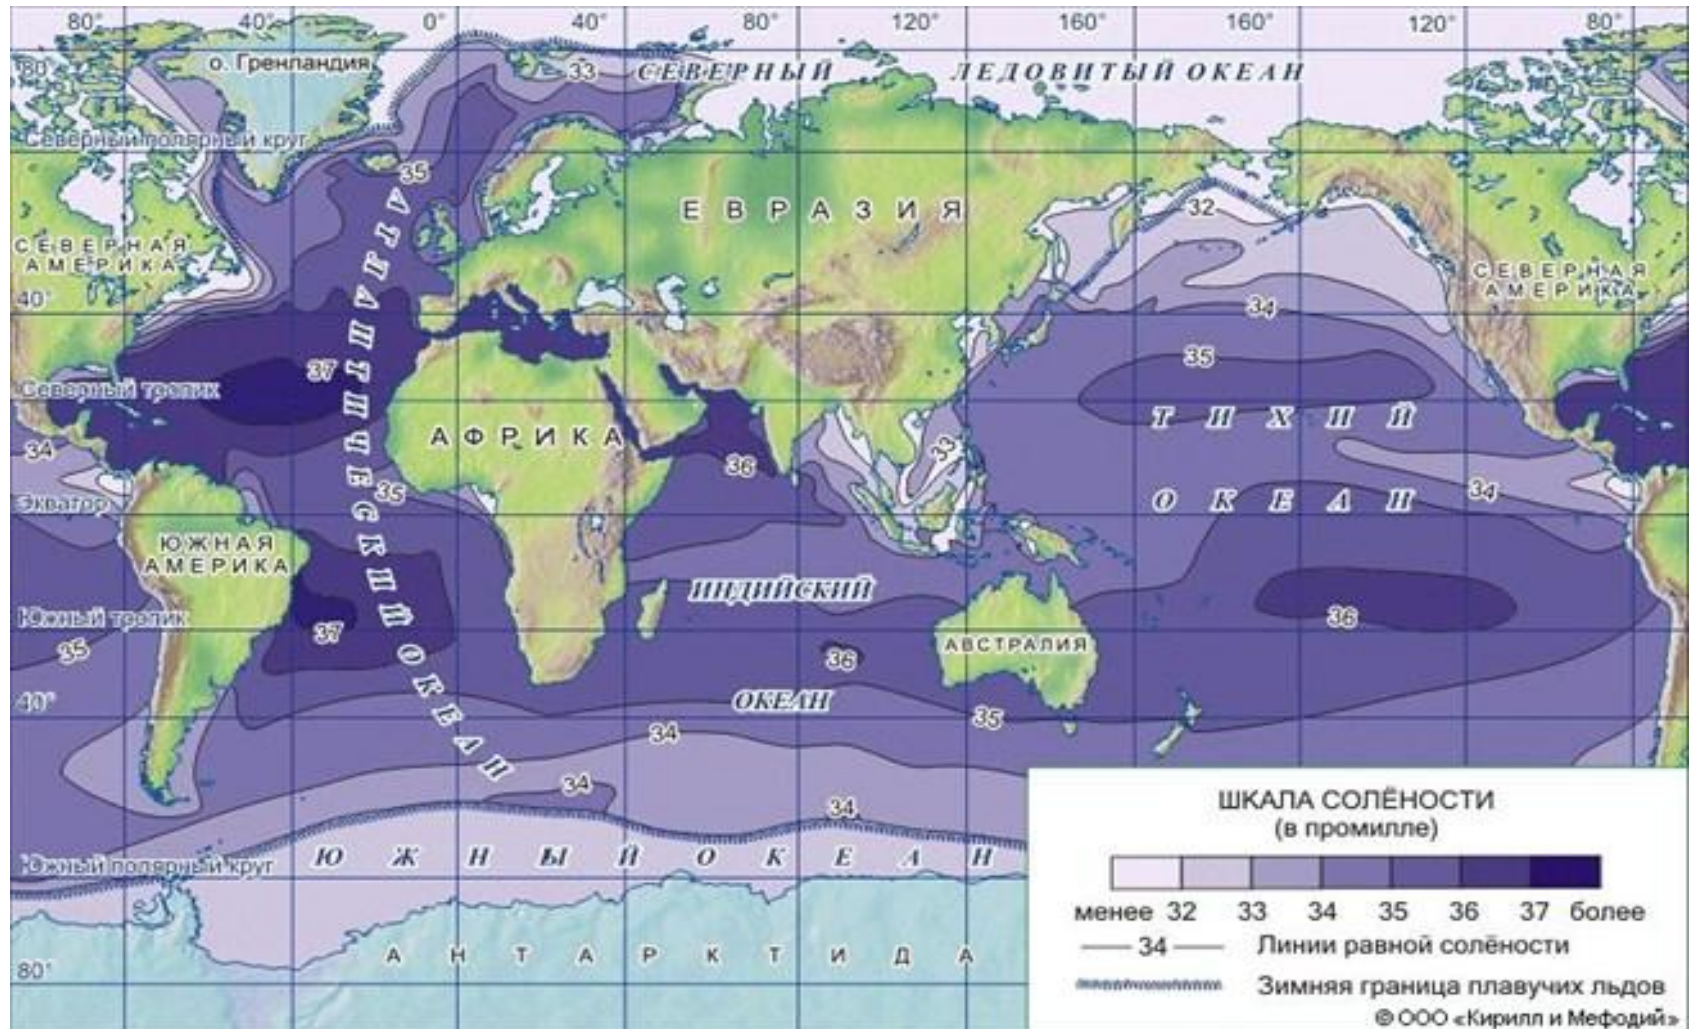 80° 40° 0° 40° 80° 120° 160° 160° 120° 80°
80°
о. Гренландия
33
СЕВЕРНЫЙ ЛЕДОВИТЫЙ ОКЕАН
Северный полярный круг
35
ЕВРАЗИЯ
32
СЕВЕРНАЯ
АМЕРИКА
СЕВЕРНАЯ
АМЕРИКА
40°
34
35
37
Северный тропик
АТЛАНТИЧЕСКИЙ ОКЕАН
ТИХИЙ
ОКЕАН
АФРИКА
33
34
36
35
34
Экватор
ЮЖНАЯ
АМЕРИКА
ИНДИЙСКИЙ
ОКЕАН
36
Южный тропик
37
35
36
АВСТРАЛИЯ
40°
35
34
34
34
Южный полярный круг
ЮЖНЫЙ ОКЕАН
АНТАРКТИДА
80°
ШКАЛА СОЛЁНОСТИ
(в промилле)
менее 32 33 34 35 36 37 более
34 Линии равной солёности
Зимняя граница плавучих льдов
© ООО «Кирилл и Мефодий»